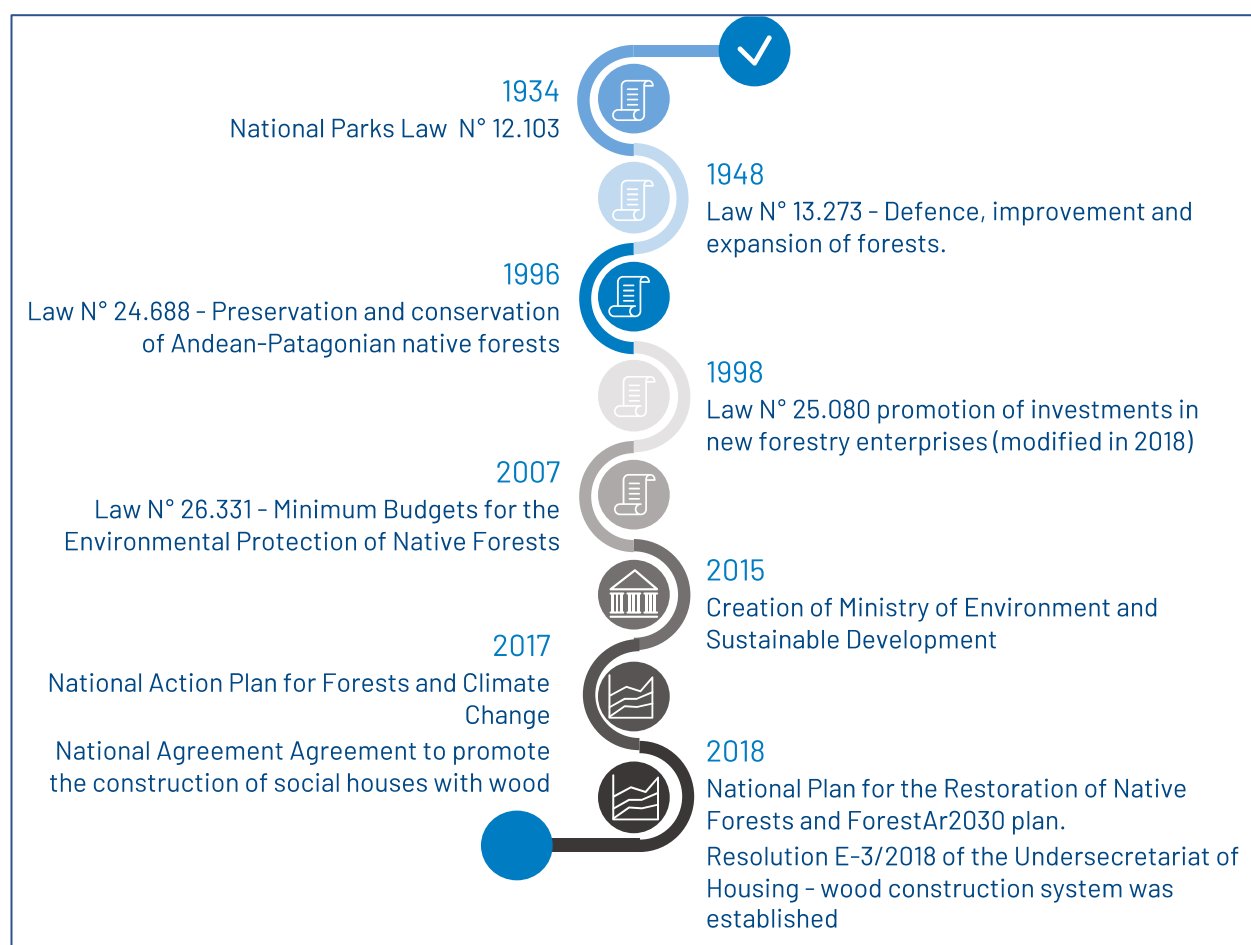 1934
National Parks Law  N° 12.103
1948
Law N° 13.273 - Defence, improvement and
expansion of forests.
1996
Law N° 24.688 - Preservation and conservation
of Andean-Patagonian native forests
1998
Law N° 25.080 promotion of investments in
new forestry enterprises (modified in 2018)
2007
Law N° 26.331 - Minimum Budgets for the
Environmental Protection of Native Forests
2015
Creation of Ministry of Environment and
Sustainable Development
2017
National Action Plan for Forests and Climate
Change
National Agreement Agreement to promote
the construction of social houses with wood
2018
National Plan for the Restoration of Native
Forests and ForestAr2030 plan.
Resolution E-3/2018 of the Undersecretariat of
Housing - wood construction system was
established